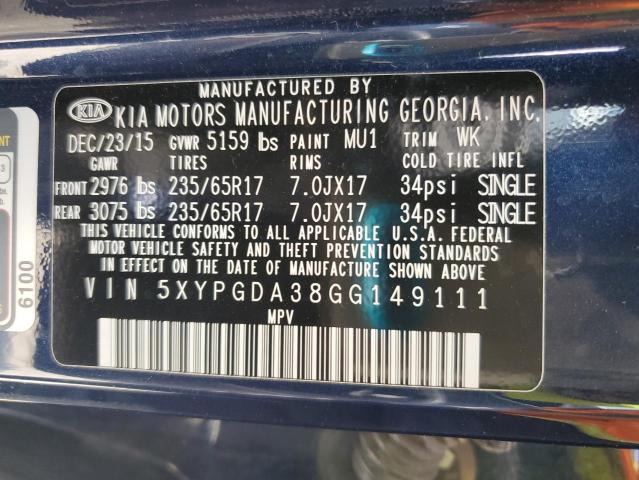 MANUFACTURED BY
KIA KIA MOTORS MANUFACTURING GEORGIA, INC.
DEC/23/15 GVWR 5159 lbs PAINT MU1 TRIM WK
GAWR TIRES RIMS COLD TIRE INFL
FRONT 2976 lbs 235/65R17 7.0JX17 34psi SINGLE
REAR 3075 lbs 235/65R17 7.0JX17 34psi SINGLE
THIS VEHICLE CONFORMS TO ALL APPLICABLE U.S.A. FEDERAL
MOTOR VEHICLE SAFETY AND THEFT PREVENTION STANDARDS
IN EFFECT ON THE DATE OF MANUFACTURE SHOWN ABOVE
VIN 5XYPGDA38GG149111
MPV
6100